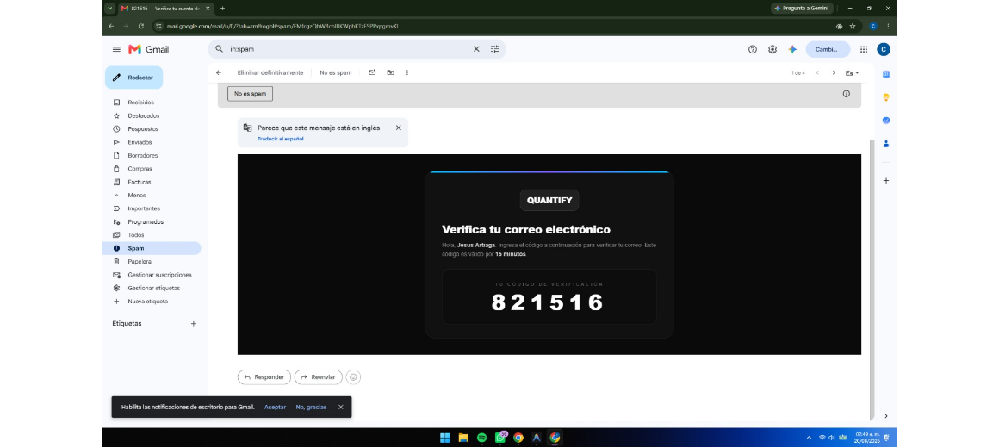 821516 — Verifica tu cuenta de
Pregunta a Gemini
mail.google.com/mail/u/0/?tab=rm&ogbl#spam/FMfcgzQhWBcblBKWphKTzFSPPxpgmvKl
Gmail
in:spam
Cambi...
C
Redactar
Eliminar definitivamente
No es spam
1 de 4
Es
No es spam
Recibidos
Destacados
Pospuestos
Enviados
Borradores
Compras
Facturas
Menos
Importantes
Programados
Todos
Spam
Papelera
Gestionar suscripciones
Gestionar etiquetas
Nueva etiqueta
Etiquetas
Parece que este mensaje está en inglés
Traducir al español
QUANTIFY
Verifica tu correo electrónico
Hola, Jesus Artiaga. Ingresa el código a continuación para verificar tu correo. Este
código es válido por 15 minutos.
TU CÓDIGO DE VERIFICACIÓN
821516
Responder
Reenviar
Habilita las notificaciones de escritorio para Gmail.
Aceptar
No, gracias
02:49 a. m.
20/06/2026